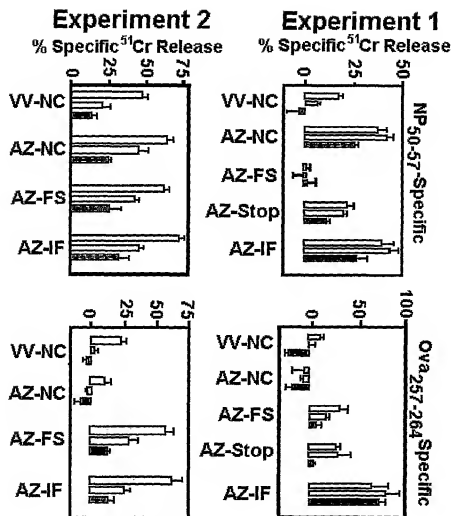 Experiment 2
% Specific 51Cr Release
0 25 50 75
VV-NC
AZ-NC
AZ-FS
AZ-IF
0 25 50 75
VV-NC
AZ-NC
AZ-FS
AZ-IF
Experiment 1
% Specific 51Cr Release
0 25 50
VV-NC
AZ-NC
AZ-FS
AZ-Stop
AZ-IF
NP50-57-Specific
0 50 100
VV-NC
AZ-NC
AZ-FS
AZ-Stop
AZ-IF
Ova257-264Specific